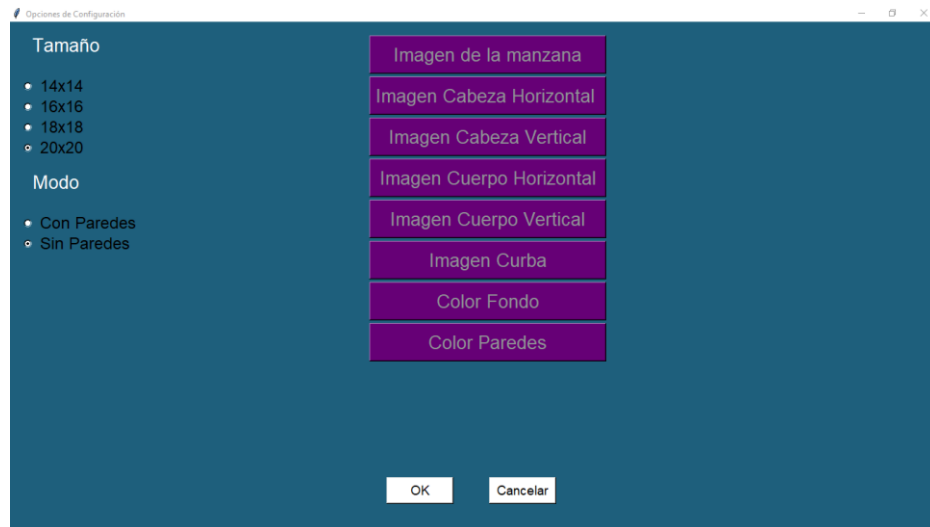 Opciones de Configuración
Tamaño
14x14
16x16
18x18
20x20
Modo
Con Paredes
Sin Paredes
Imagen de la manzana
Imagen Cabeza Horizontal
Imagen Cabeza Vertical
Imagen Cuerpo Horizontal
Imagen Cuerpo Vertical
Imagen Curba
Color Fondo
Color Paredes
OK
Cancelar